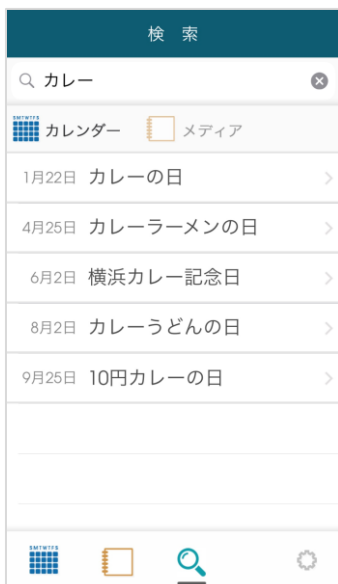 検 索
カレー
SMTWTFS
カレンダー メディア
1月22日 カレーの日
4月25日 カレーラーメンの日
6月2日 横浜カレー記念日
8月2日 カレーうどんの日
9月25日 10円カレーの日
SMTWTFS